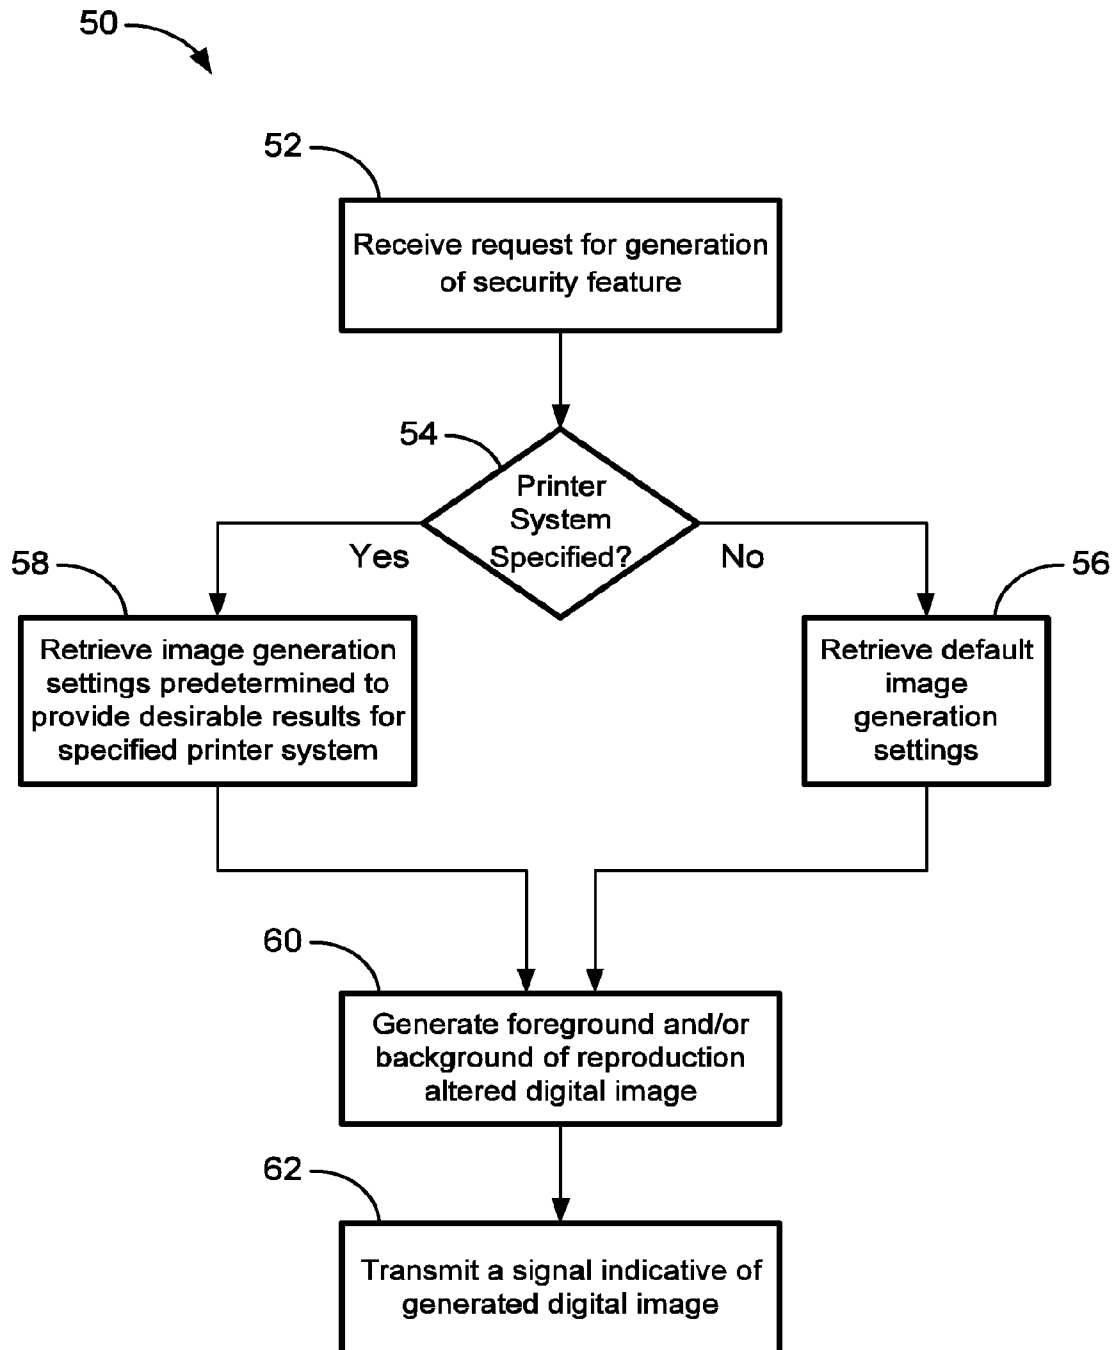 50
52
Receive request for generation
of security feature
54
Printer
System
Specified?
Yes
No
58
Retrieve image generation
settings predetermined to
provide desirable results for
specified printer system
56
Retrieve default
image
generation
settings
60
Generate foreground and/or
background of reproduction
altered digital image
62
Transmit a signal indicative of
generated digital image